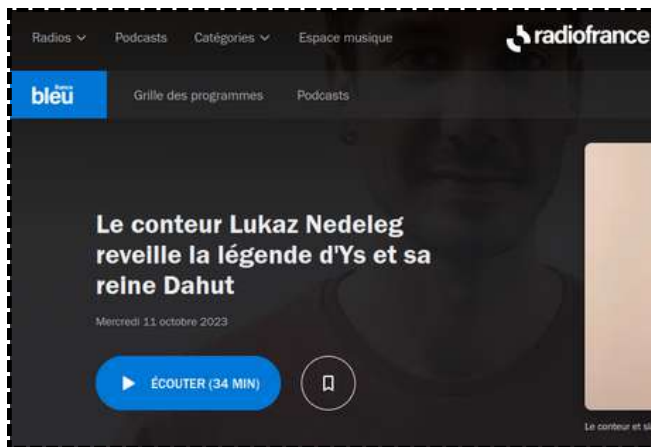 Radios Podcasts Catégories Espace musique radiofrance
france
bleu Grille des programmes Podcasts
Le conteur Lukaz Nedeleg
reveille la légende d'Ys et sa
reine Dahut
Mercredi 11 octobre 2023
ÉCOUTER (34 MIN)
Le conteur et